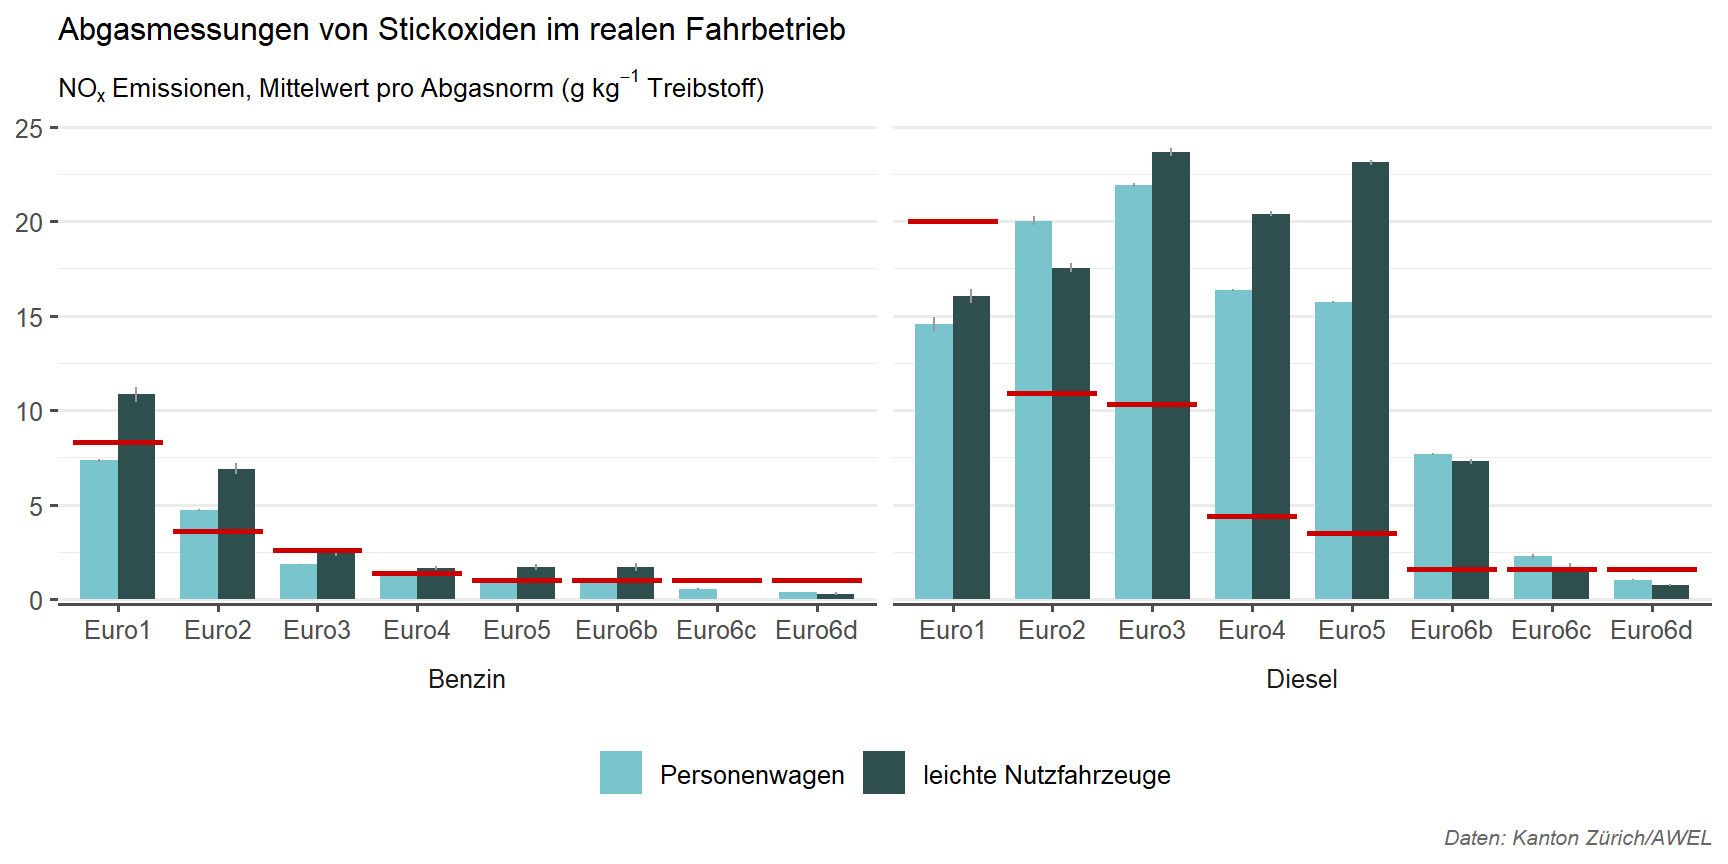 Abgasmessungen von Stickoxiden im realen Fahrbetrieb
NOₓ Emissionen, Mittelwert pro Abgasnorm (g kg⁻¹ Treibstoff)
25
20
15
10
5
0
Euro1 Euro2 Euro3 Euro4 Euro5 Euro6b Euro6c Euro6d
Euro1 Euro2 Euro3 Euro4 Euro5 Euro6b Euro6c Euro6d
Benzin
Diesel
Personenwagen
leichte Nutzfahrzeuge
Daten: Kanton Zürich/AWEL